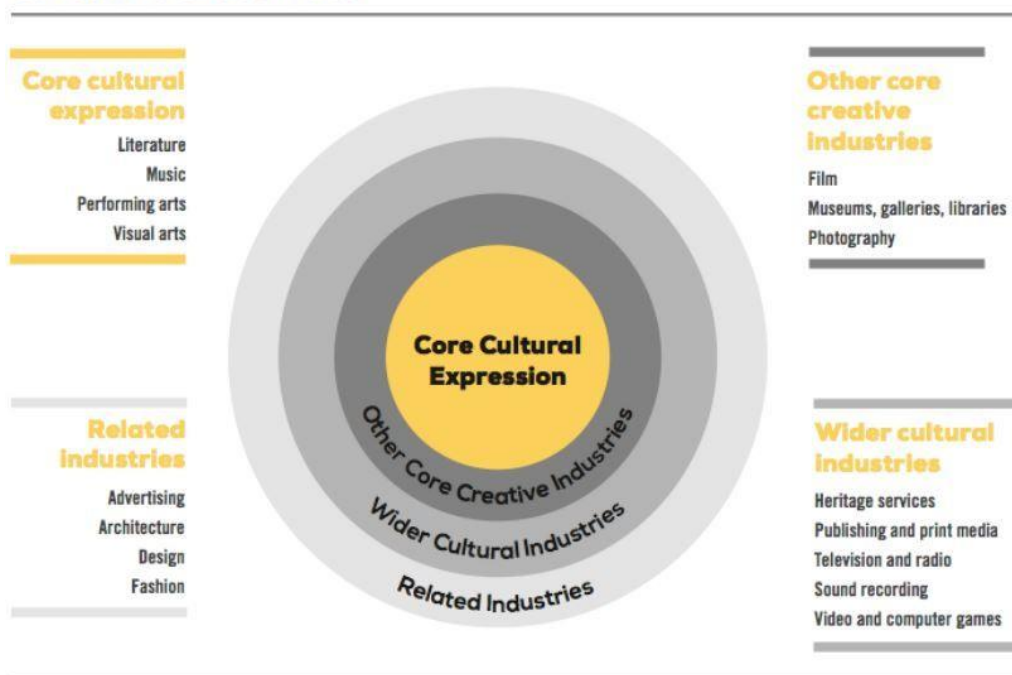 Core cultural
expression
Literature
Music
Performing arts
Visual arts
Other core
creative
industries
Film
Museums, galleries, libraries
Photography
Core Cultural
Expression
Other Core Creative Industries
Wider Cultural Industries
Related Industries
Related
industries
Advertising
Architecture
Design
Fashion
Wider cultural
industries
Heritage services
Publishing and print media
Television and radio
Sound recording
Video and computer games